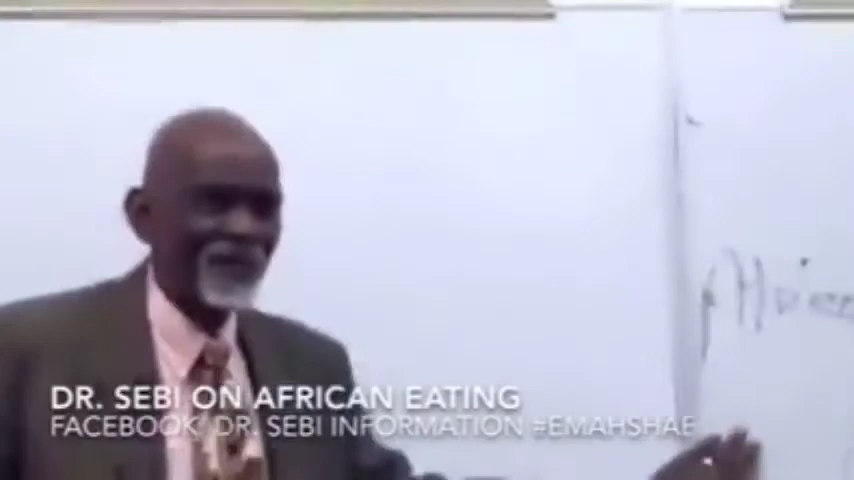 DR. SEBI ON AFRICAN EATING
FACEBOOK: DR. SEBI INFORMATION #EMAHSHAE